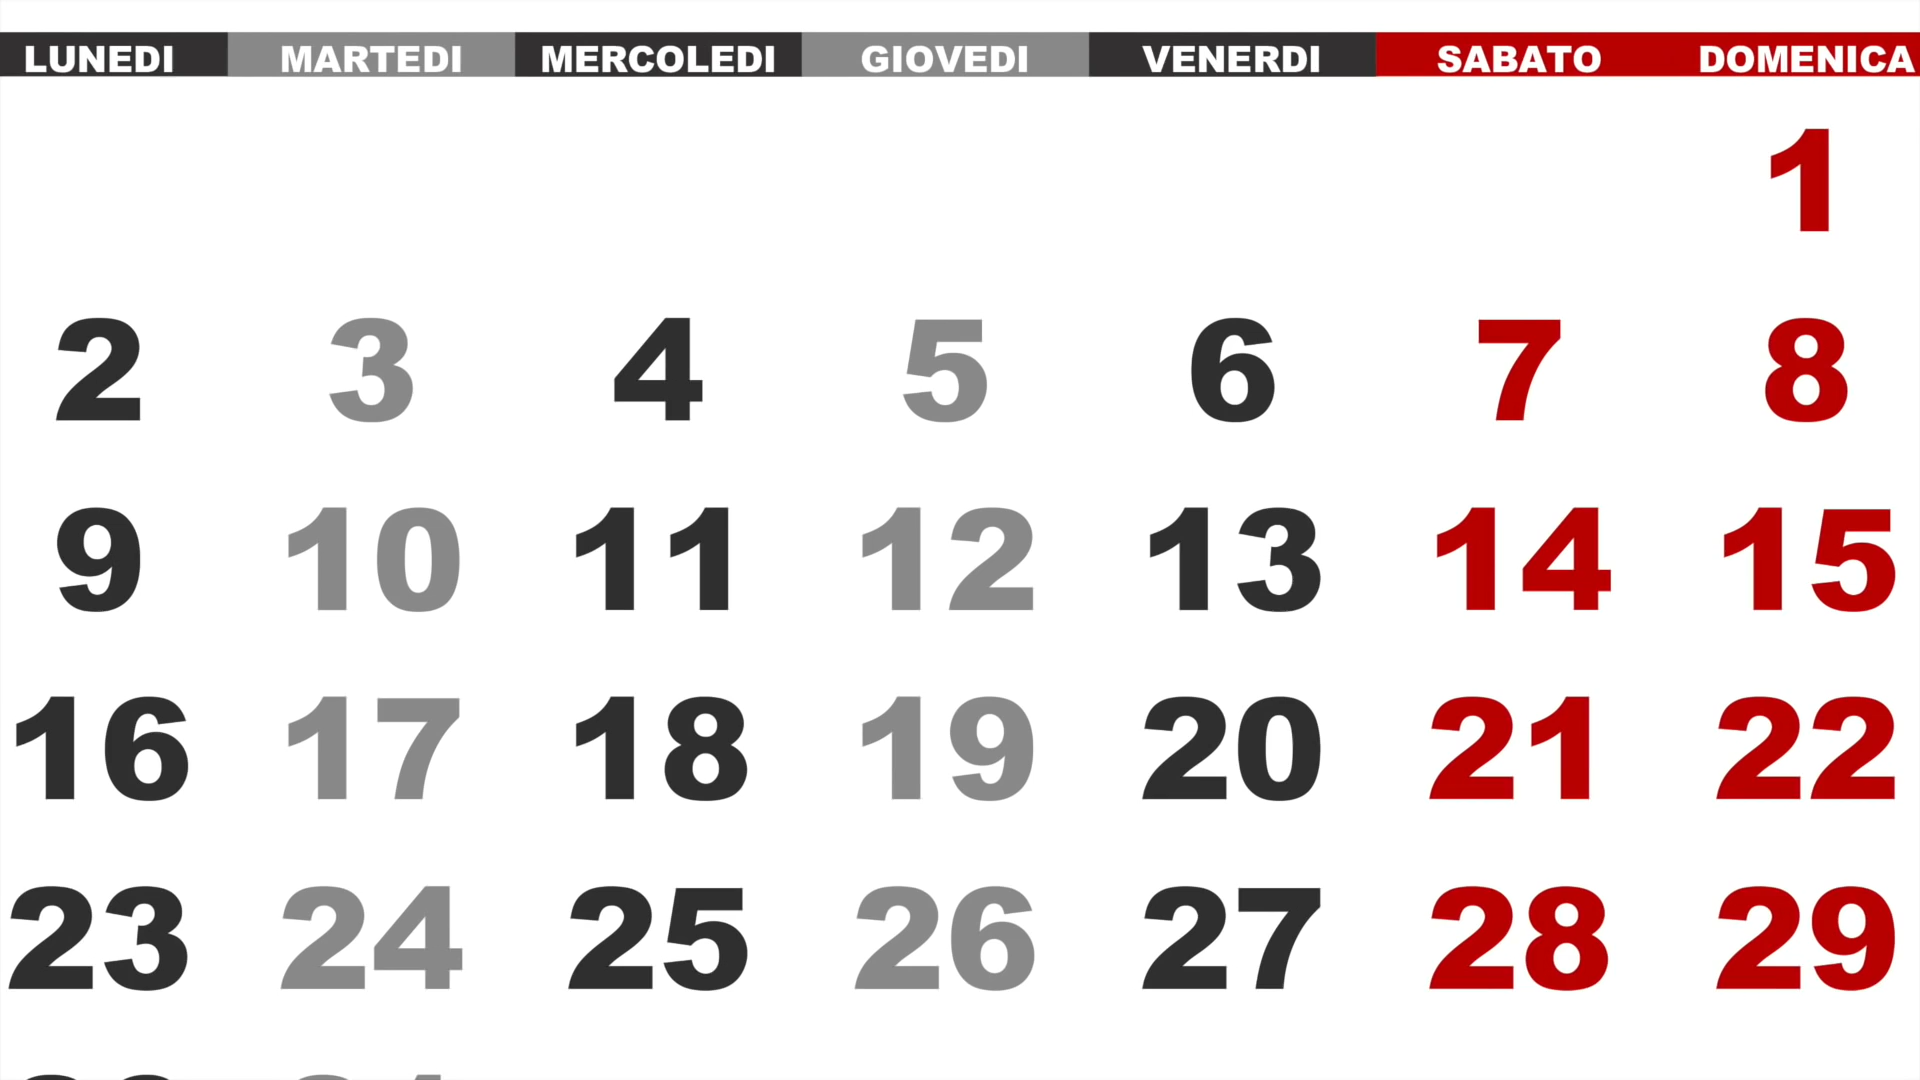 LUNEDI MARTEDI MERCOLEDI GIOVEDI VENERDI SABATO DOMENICA
1
2 3 4 5 6 7 8
9 10 11 12 13 14 15
16 17 18 19 20 21 22
23 24 25 26 27 28 29